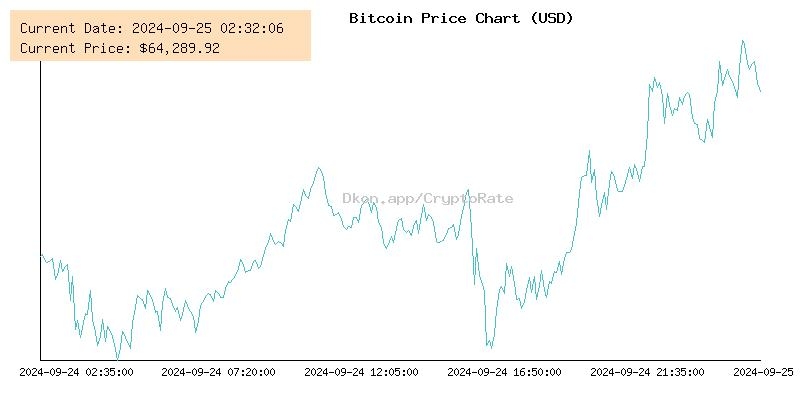 Bitcoin Price Chart (USD)
Current Date: 2024-09-25 02:32:06
Current Price: $64,289.92
Dkon.app/CryptoRate
2024-09-24 02:35:00 2024-09-24 07:20:00 2024-09-24 12:05:00 2024-09-24 16:50:00 2024-09-24 21:35:00 2024-09-25